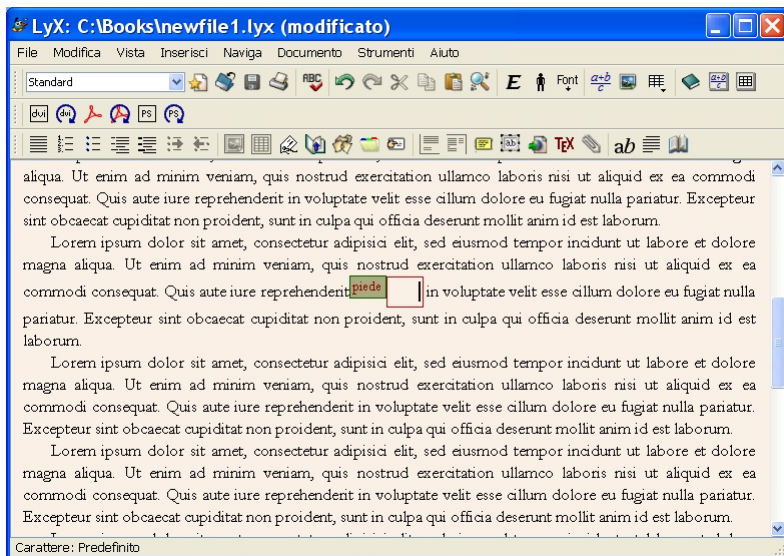 LyX: C:\Books\newfile1.lyx (modificato)
File Modifica Vista Inserisci Naviga Documento Strumenti Aiuto
Standard ABC E Font a+b c a+b c
dvi dvi PS PS
TEX ab
aliqua. Ut enim ad minim veniam, quis nostrud exercitation ullamco laboris nisi ut aliquid ex ea commodi
consequat. Quis aute iure reprehenderit in voluptate velit esse cillum dolore eu fugiat nulla pariatur. Excepteur
sint obcaecat cupiditat non proident, sunt in culpa qui officia deserunt mollit anim id est laborum.
Lorem ipsum dolor sit amet, consectetur adipisici elit, sed eiusmod tempor incidunt ut labore et dolore
magna aliqua. Ut enim ad minim veniam, quis nostrud exercitation ullamco laboris nisi ut aliquid ex ea
commodi consequat. Quis aute iure reprehenderit piede in voluptate velit esse cillum dolore eu fugiat nulla
pariatur. Excepteur sint obcaecat cupiditat non proident, sunt in culpa qui officia deserunt mollit anim id est
laborum.
Lorem ipsum dolor sit amet, consectetur adipisici elit, sed eiusmod tempor incidunt ut labore et dolore
magna aliqua. Ut enim ad minim veniam, quis nostrud exercitation ullamco laboris nisi ut aliquid ex ea
commodi consequat. Quis aute iure reprehenderit in voluptate velit esse cillum dolore eu fugiat nulla pariatur.
Excepteur sint obcaecat cupiditat non proident, sunt in culpa qui officia deserunt mollit anim id est laborum.
Lorem ipsum dolor sit amet, consectetur adipisici elit, sed eiusmod tempor incidunt ut labore et dolore
magna aliqua. Ut enim ad minim veniam, quis nostrud exercitation ullamco laboris nisi ut aliquid ex ea
commodi consequat. Quis aute iure reprehenderit in voluptate velit esse cillum dolore eu fugiat nulla pariatur.
Excepteur sint obcaecat cupiditat non proident, sunt in culpa qui officia deserunt mollit anim id est laborum.
Carattere: Predefinito